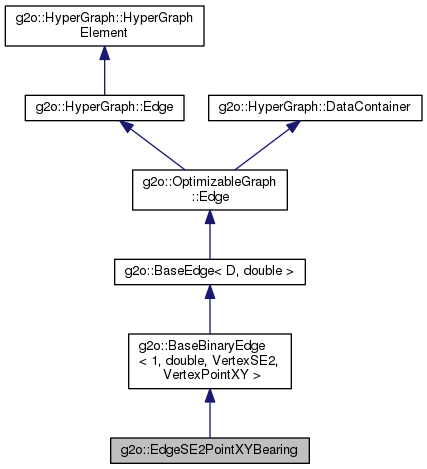 g2o::HyperGraph::HyperGraph
Element
g2o::HyperGraph::Edge
g2o::HyperGraph::DataContainer
g2o::OptimizableGraph
::Edge
g2o::BaseEdge< D, double >
g2o::BaseBinaryEdge
< 1, double, VertexSE2,
VertexPointXY >
g2o::EdgeSE2PointXYBearing